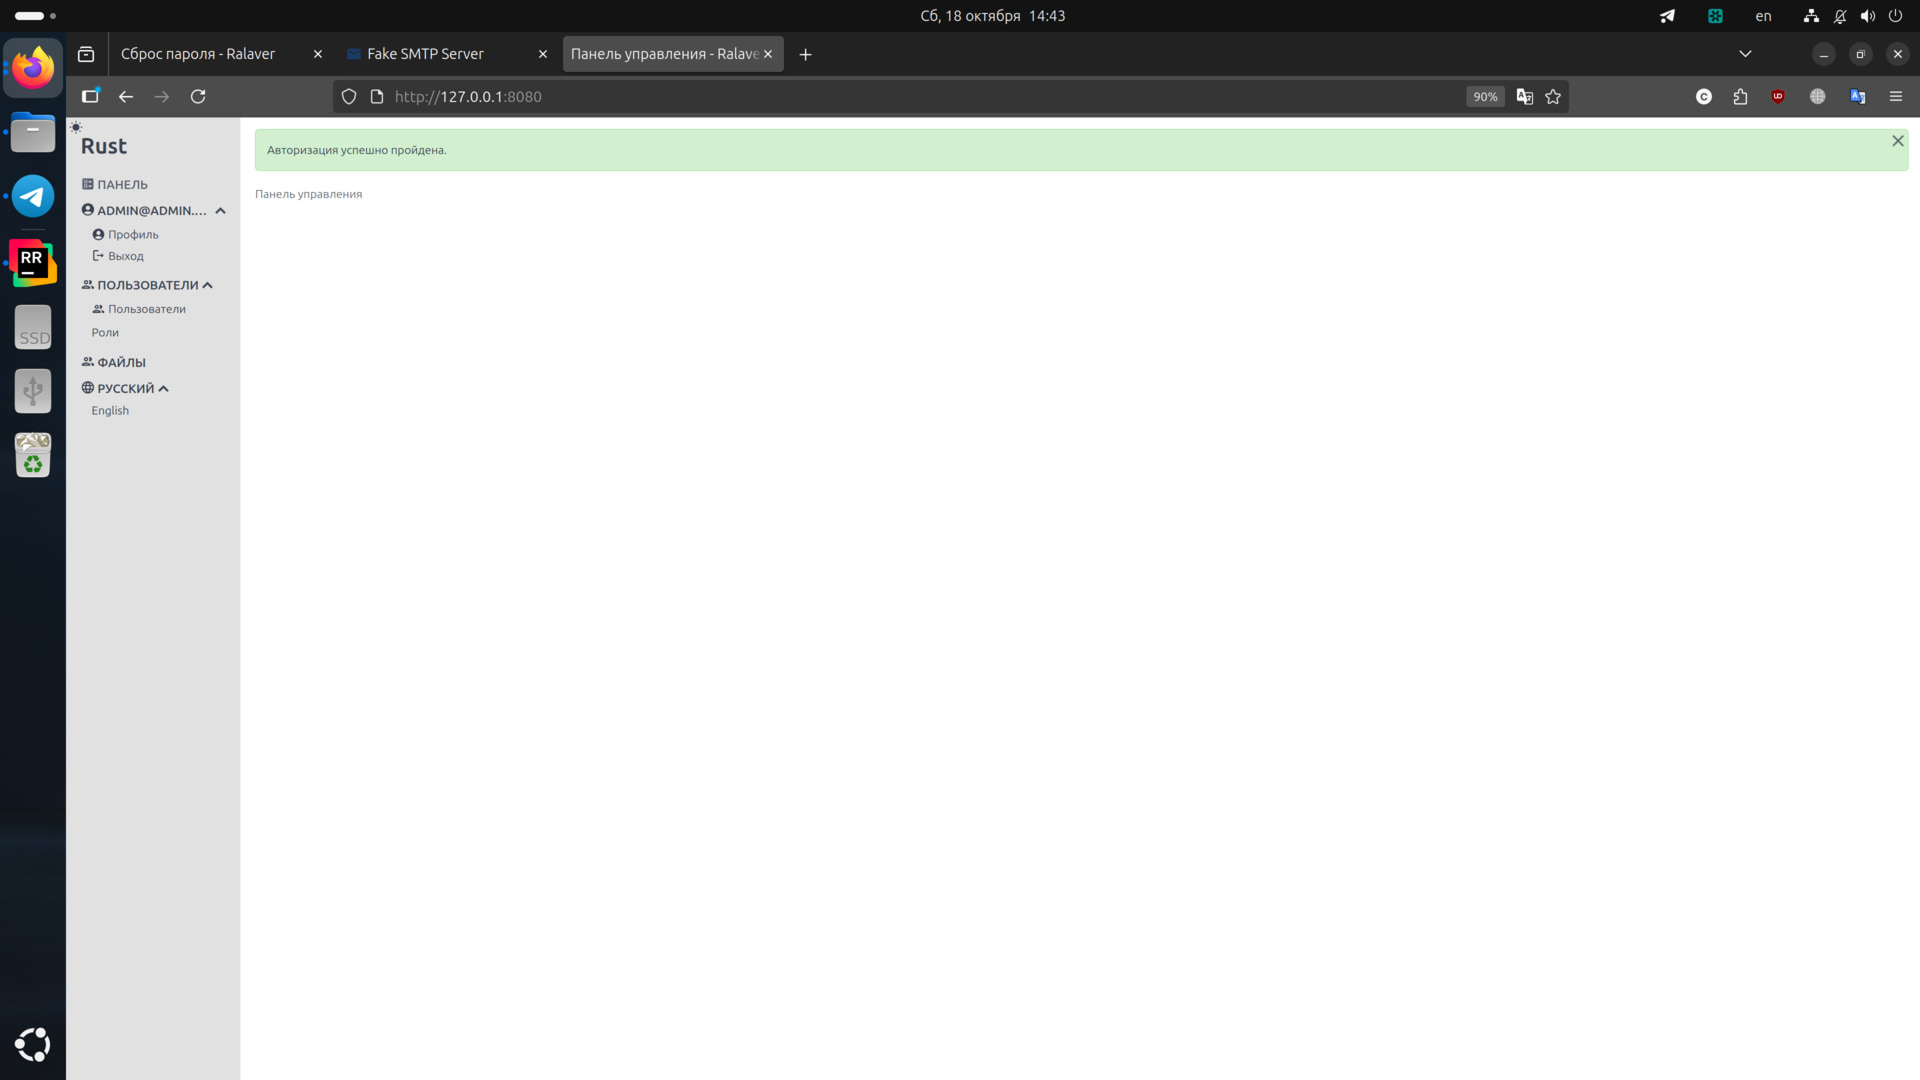 Сб, 18 октября 14:43
en
Сброс пароля - Ralaver
Fake SMTP Server
Панель управления - Ralave
http://127.0.0.1:8080
90%
Rust
ПАНЕЛЬ
ADMIN@ADMIN....
Профиль
Выход
ПОЛЬЗОВАТЕЛИ
Пользователи
Роли
ФАЙЛЫ
РУССКИЙ
English
Авторизация успешно пройдена.
Панель управления
RR
SSD